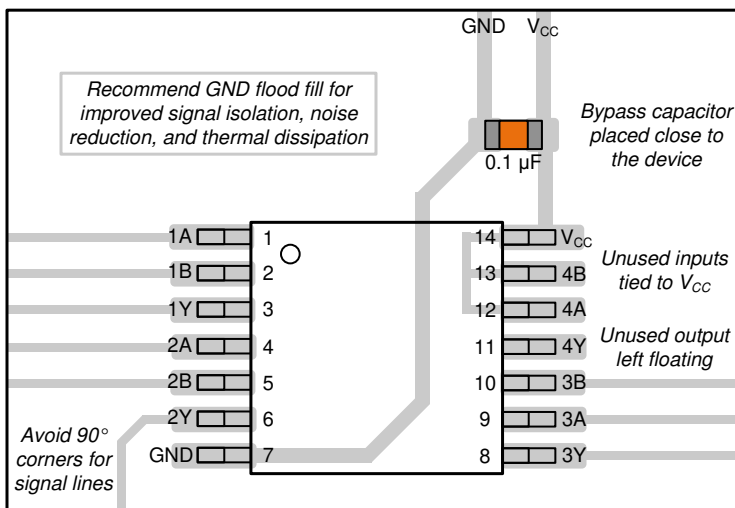 GND VCC
Recommend GND flood fill for
improved signal isolation, noise
reduction, and thermal dissipation
Bypass capacitor
placed close to
the device
0.1 µF
1A 1 14 VCC
1B 2 13 4B
Unused inputs
tied to VCC
1Y 3 12 4A
2A 4 11 4Y
Unused output
left floating
2B 5 10 3B
2Y 6 9 3A
Avoid 90°
corners for
signal lines
GND 7 8 3Y